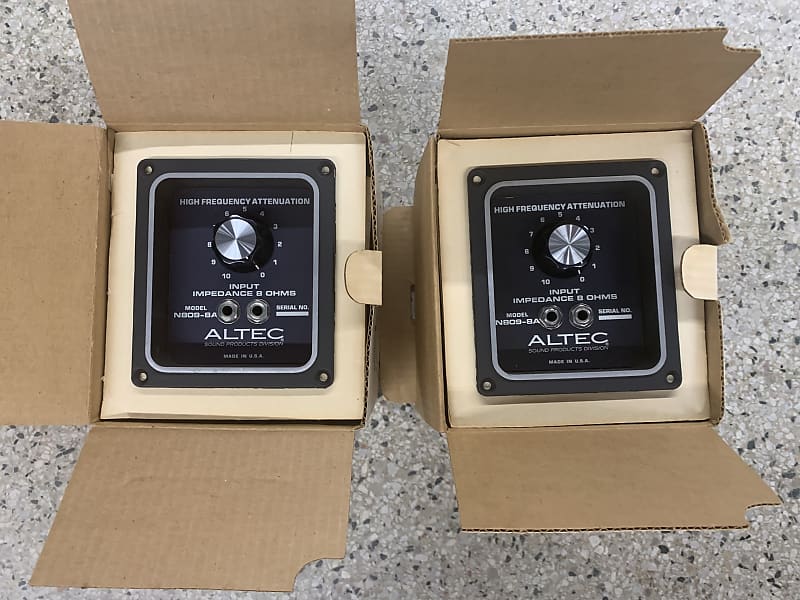 HIGH FREQUENCY ATTENUATION
5
6 4
7 3
8 2
9 1
10 0
INPUT
IMPEDANCE 8 OHMS
MODEL
N809-8A
SERIAL NO.
ALTEC
SOUND PRODUCTS DIVISION
MADE IN U.S.A.
HIGH FREQUENCY ATTENUATION
5
6 4
7 3
8 2
9 1
10 0
INPUT
IMPEDANCE 8 OHMS
MODEL
N809-8A
SERIAL NO.
ALTEC
SOUND PRODUCTS DIVISION
MADE IN U.S.A.